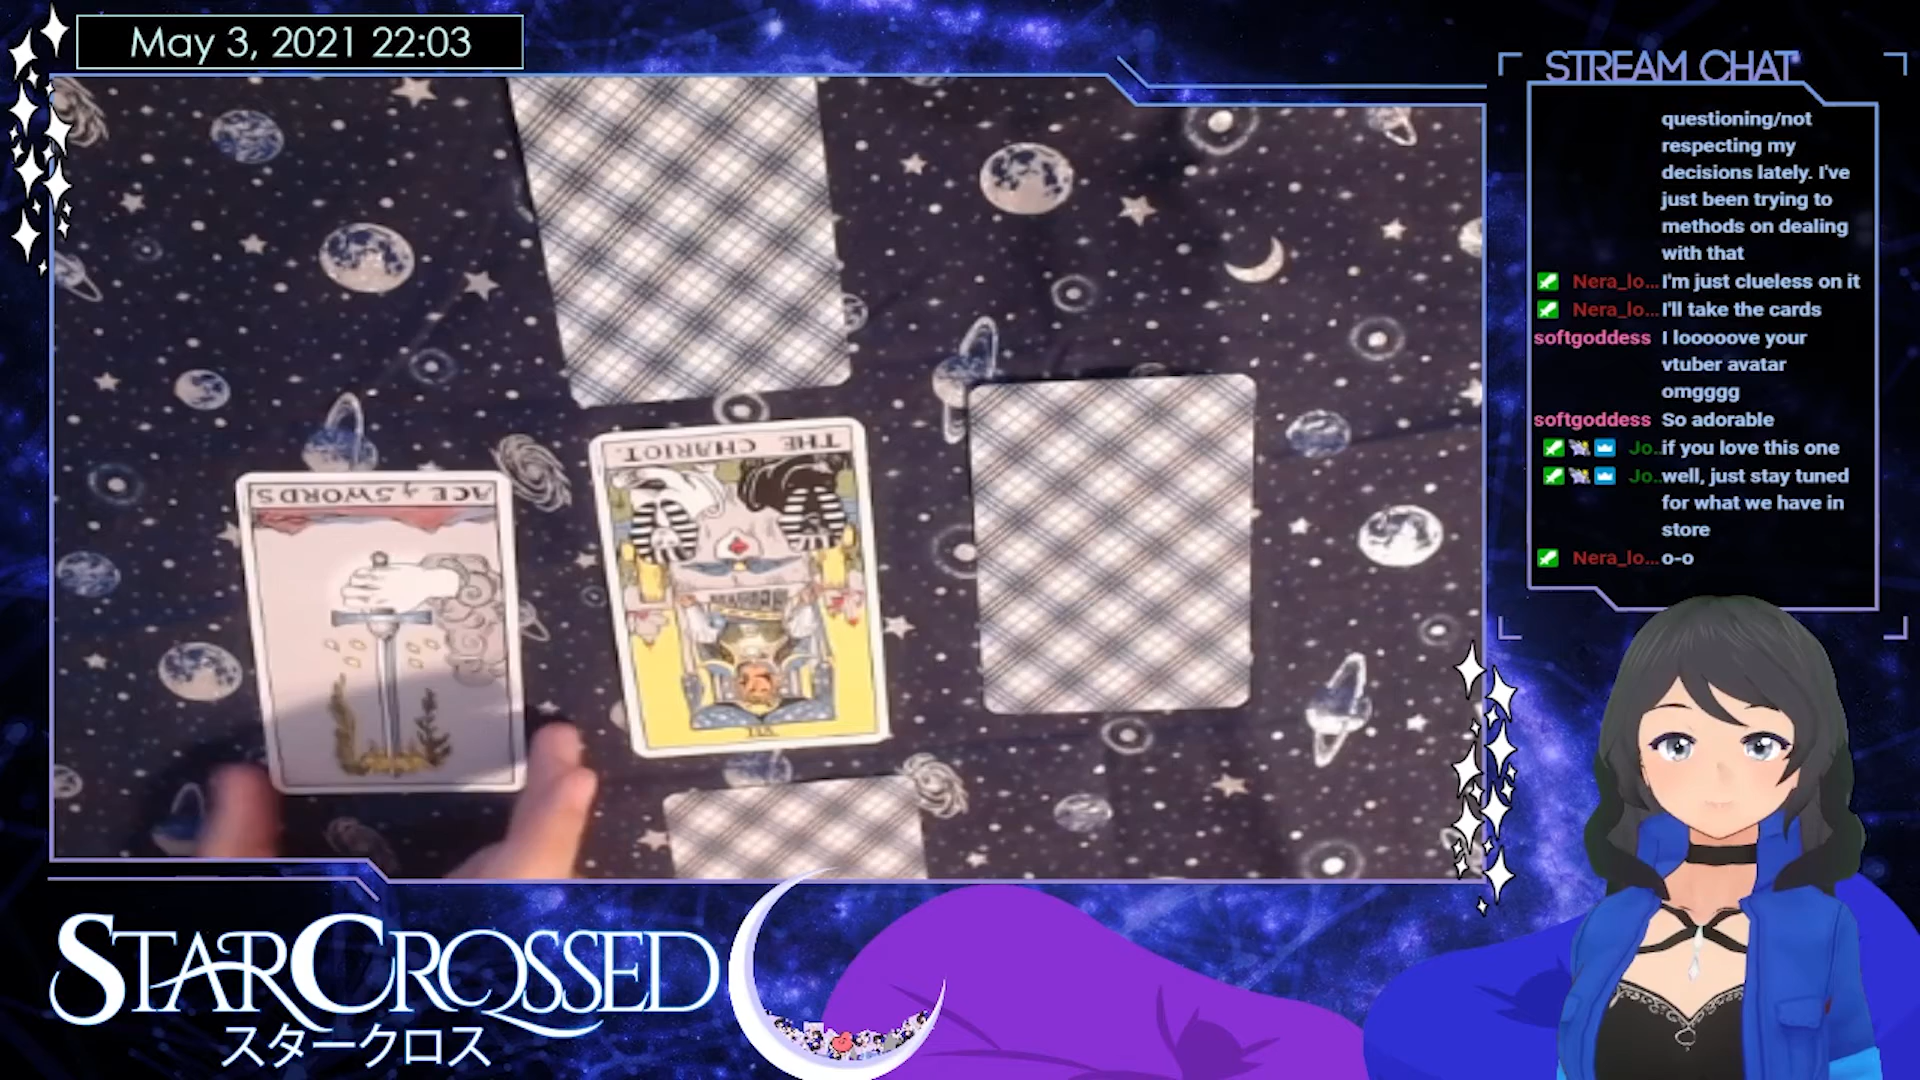 May 3, 2021 22:03
STREAM CHAT
questioning/not
respecting my
decisions lately. I've
just been trying to
methods on dealing
with that
Nera_lo... I'm just clueless on it
Nera_lo... I'll take the cards
softgoddess I looooove your
vtuber avatar
omgggg
softgoddess So adorable
Jo.. if you love this one
Jo.. well, just stay tuned
for what we have in
store
Nera_lo... o-o
THE CHARIOT.
ACE of SWORDS
VII
STARCROSSED
スタークロス